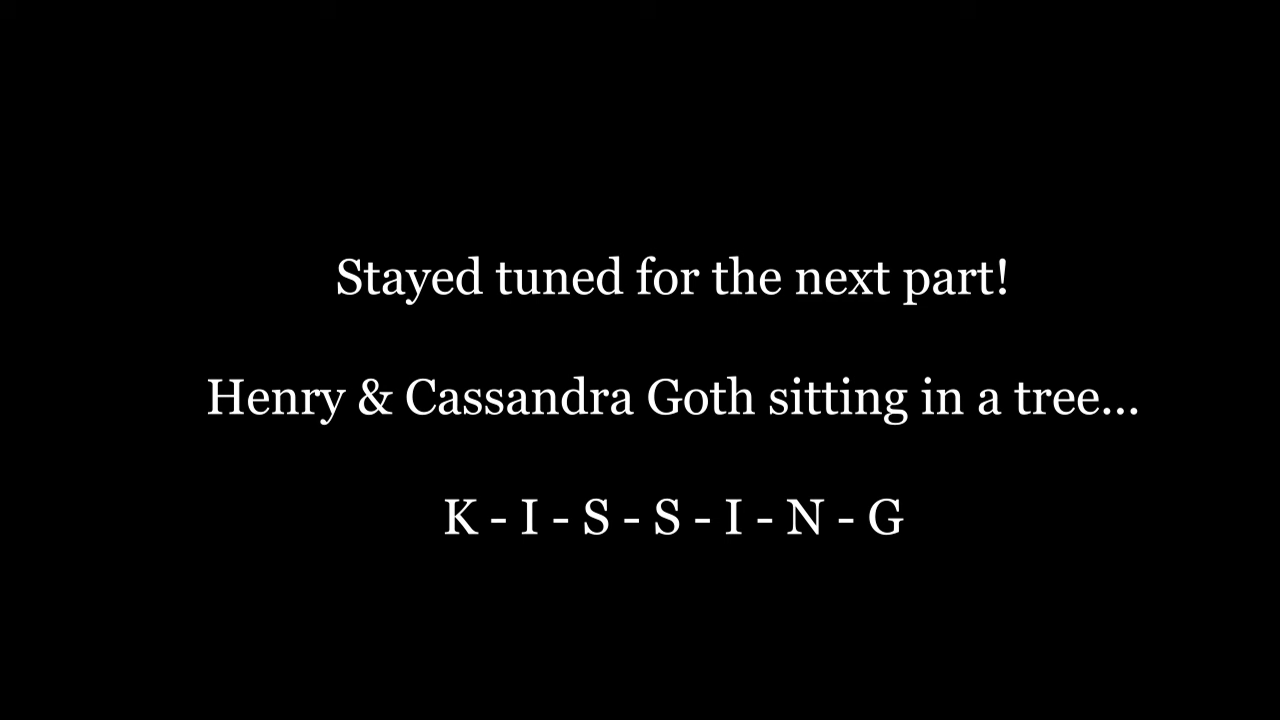 Stayed tuned for the next part!
Henry & Cassandra Goth sitting in a tree...
K - I - S - S - I - N - G